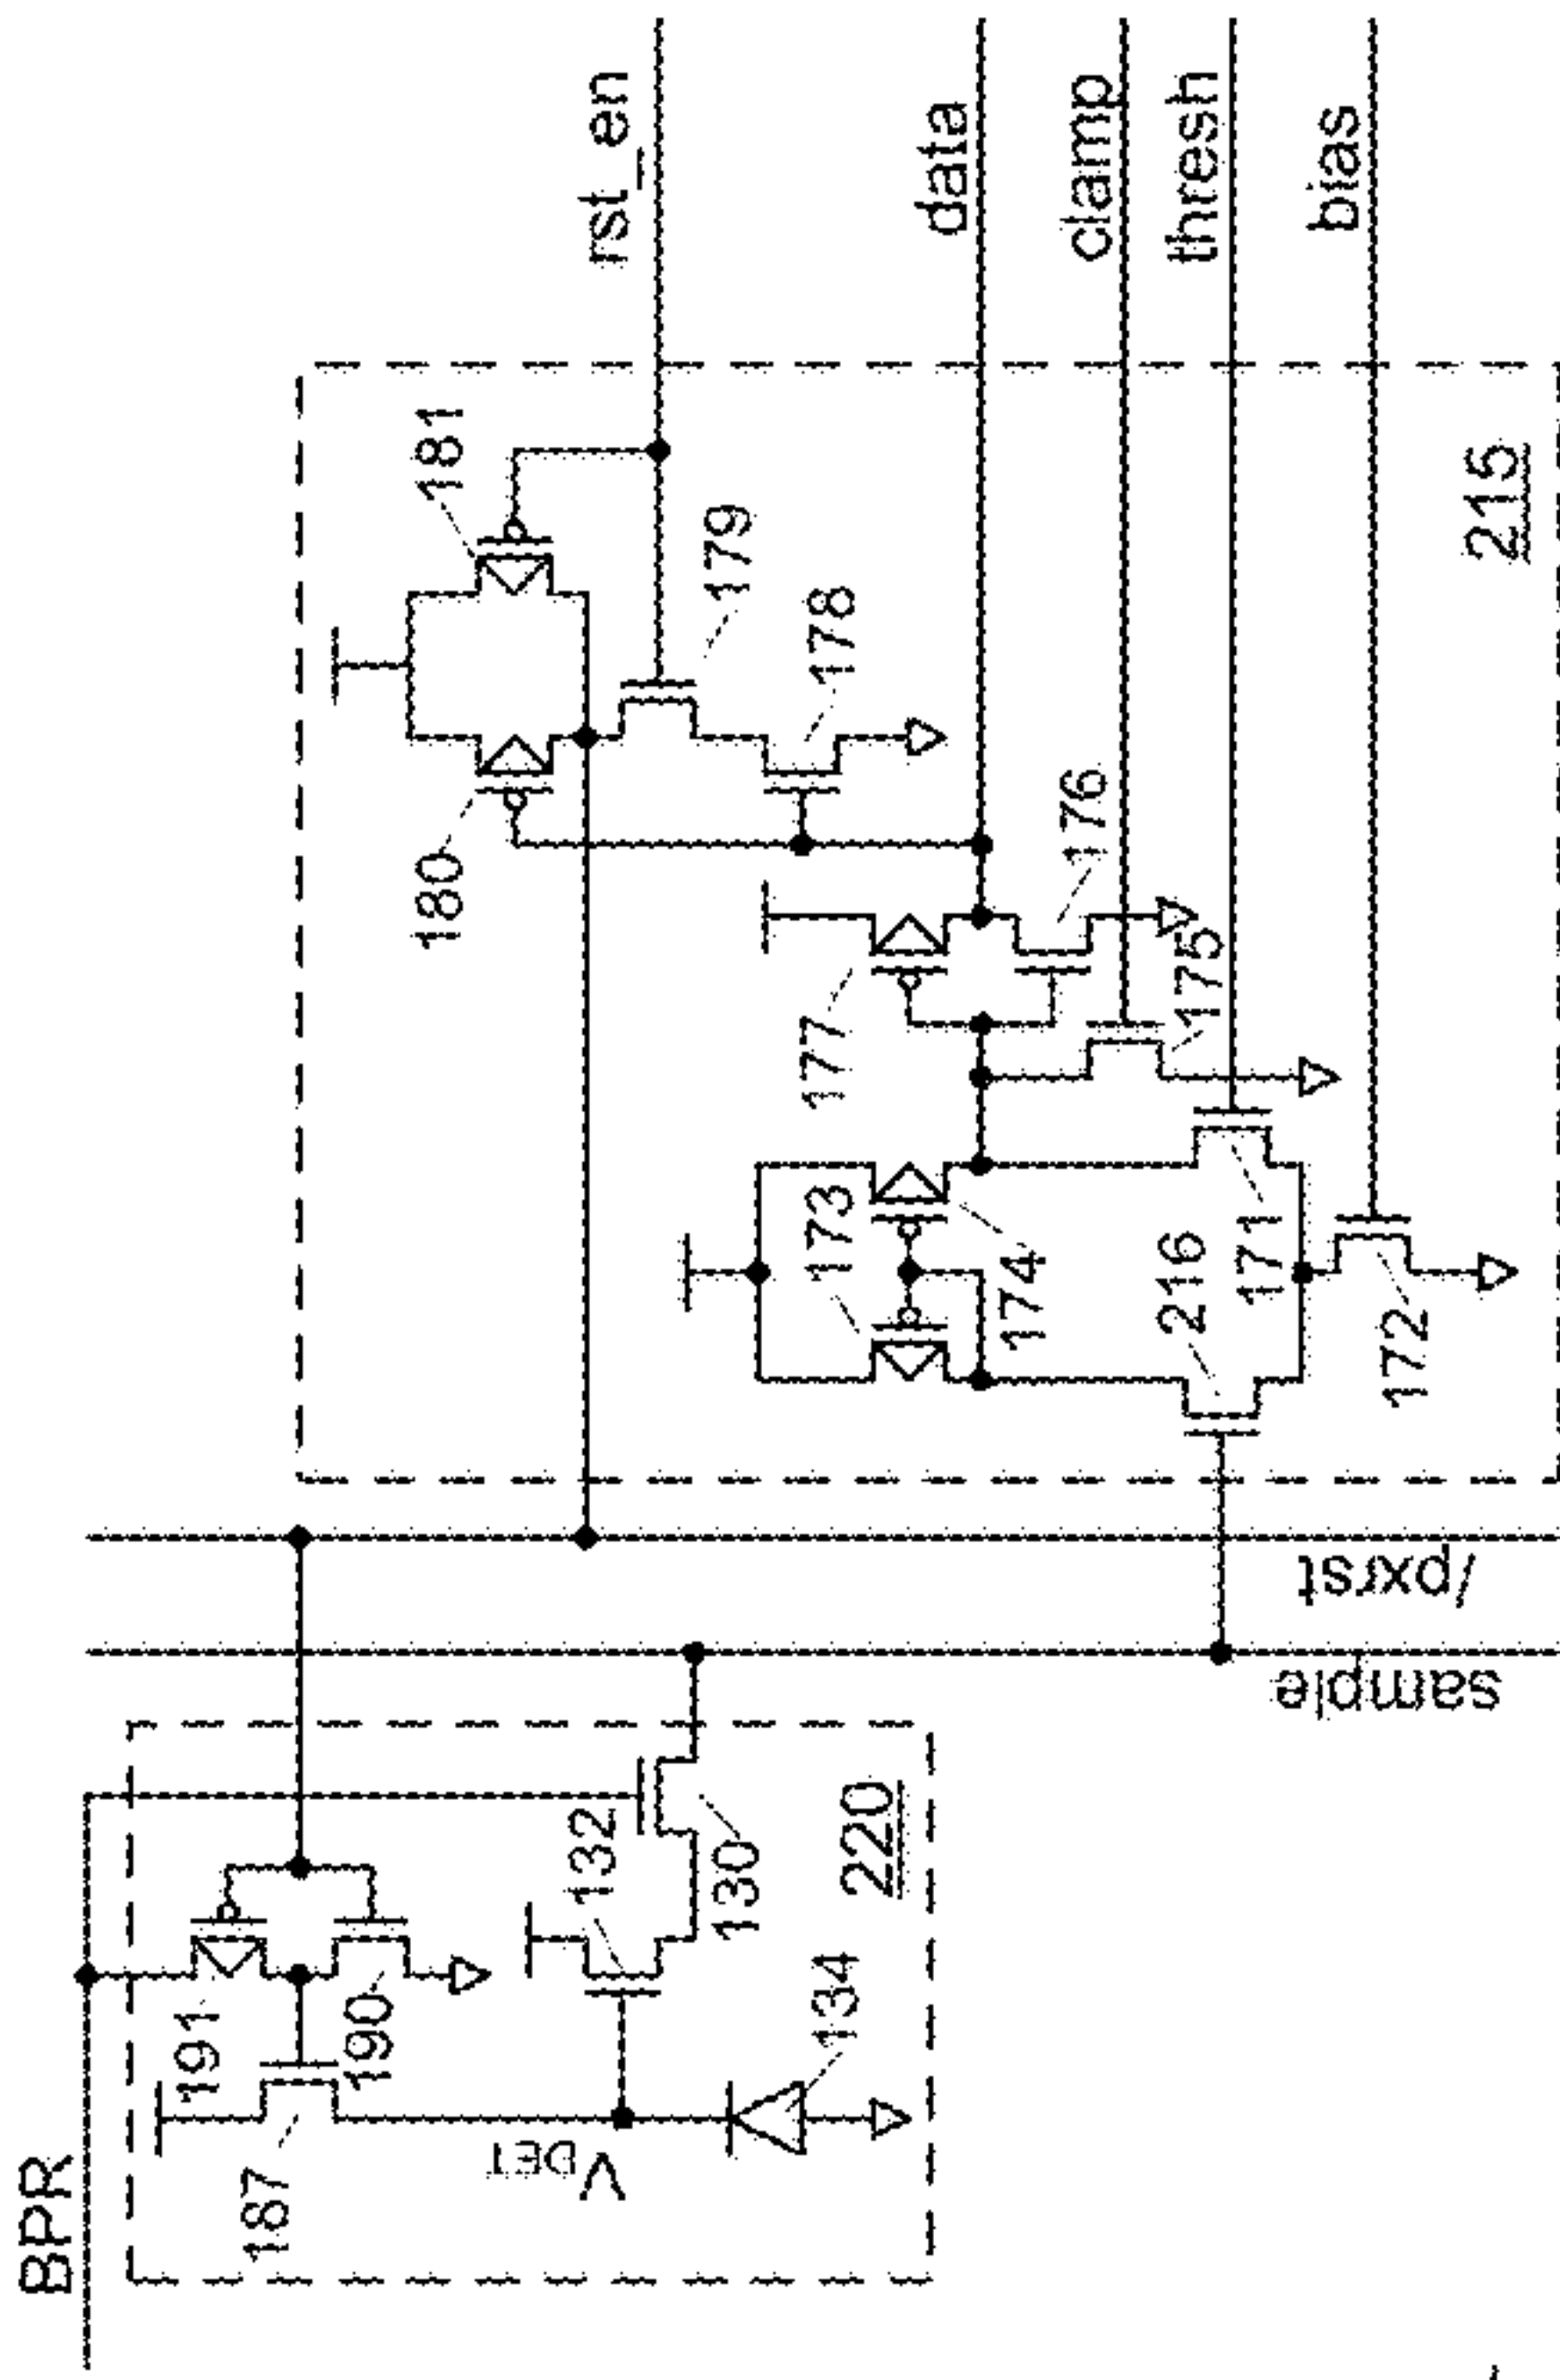 BPR
187
191
190
V_DET
132
130
134
220
sample
/pxrst
180
181
179
178
177
176
175
173
174
216
171
172
215
rst_en
data
clamp
thresh
bias